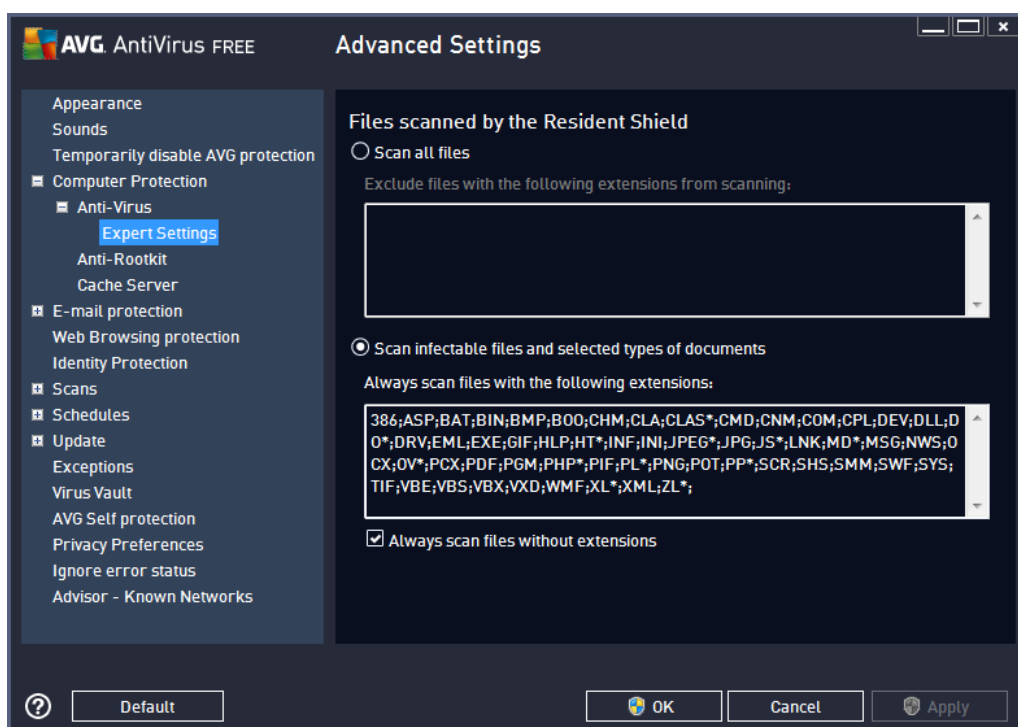 AVG. AntiVirus FREE
Advanced Settings
Appearance
Sounds
Temporarily disable AVG protection
Computer Protection
Anti-Virus
Expert Settings
Anti-Rootkit
Cache Server
E-mail protection
Web Browsing protection
Identity Protection
Scans
Schedules
Update
Exceptions
Virus Vault
AVG Self protection
Privacy Preferences
Ignore error status
Advisor - Known Networks
Files scanned by the Resident Shield
Scan all files
Exclude files with the following extensions from scanning:
Scan infectable files and selected types of documents
Always scan files with the following extensions:
386;ASP;BAT;BIN;BMP;BOO;CHM;CLA;CLAS*;CMD;CNM;COM;CPL;DEV;DLL;D
O*;DRV;EML;EXE;GIF;HLP;HT*;INF;INI;JPEG*;JPG;JS*;LNK;MD*;MSG;NWS;O
CX;OV*;PCX;PDF;PGM;PHP*;PIF;PL*;PNG;POT;PP*;SCR;SHS;SMM;SWF;SYS;
TIF;VBE;VBS;VBX;VXD;WMF;XL*;XML;ZL*;
Always scan files without extensions
? Default
OK
Cancel
Apply